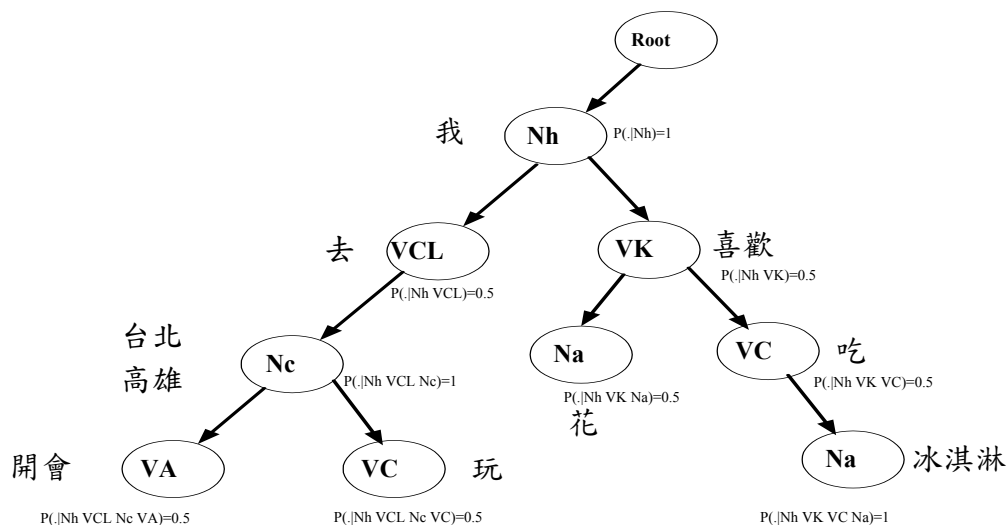 Root
我
Nh
P(.|Nh)=1
去
VCL
P(.|Nh VCL)=0.5
VK
喜歡
P(.|Nh VK)=0.5
台北
高雄
Nc
P(.|Nh VCL Nc)=1
Na
P(.|Nh VK Na)=0.5
花
VC
吃
P(.|Nh VK VC)=0.5
開會
VA
P(.|Nh VCL Nc VA)=0.5
VC
玩
P(.|Nh VCL Nc VC)=0.5
Na
冰淇淋
P(.|Nh VK VC Na)=1